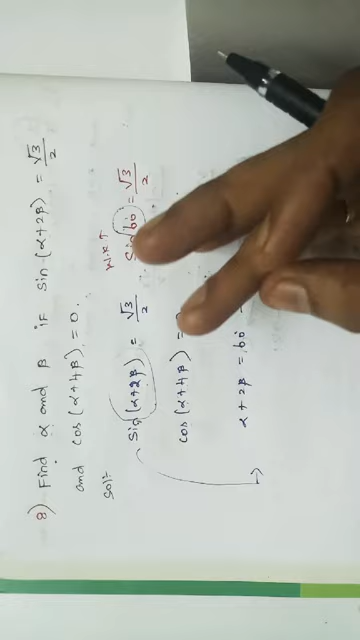 8) Find α and β if sin (α+2β) = √3/2
and cos (α+4β) = 0.
Sol:-
W.K.T
Sin (α+2β) = √3/2 Sin 60 = √3/2
cos (α+4β) =
α + 2β = 60